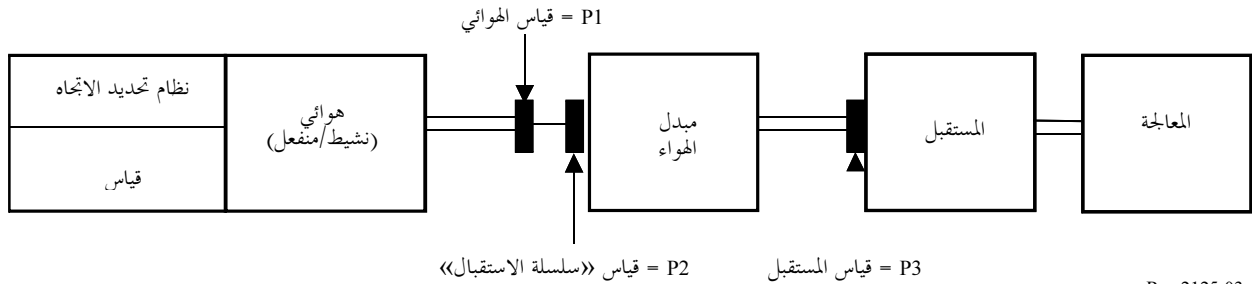 P1 = قياس الهوائي
نظام تحديد الاتجاه
قياس
هوائي
(نشيط/منفعل)
مبدل
الهواء
المستقبل
المعالجة
P2 = قياس «سلسلة الاستقبال»
P3 = قياس المستقبل